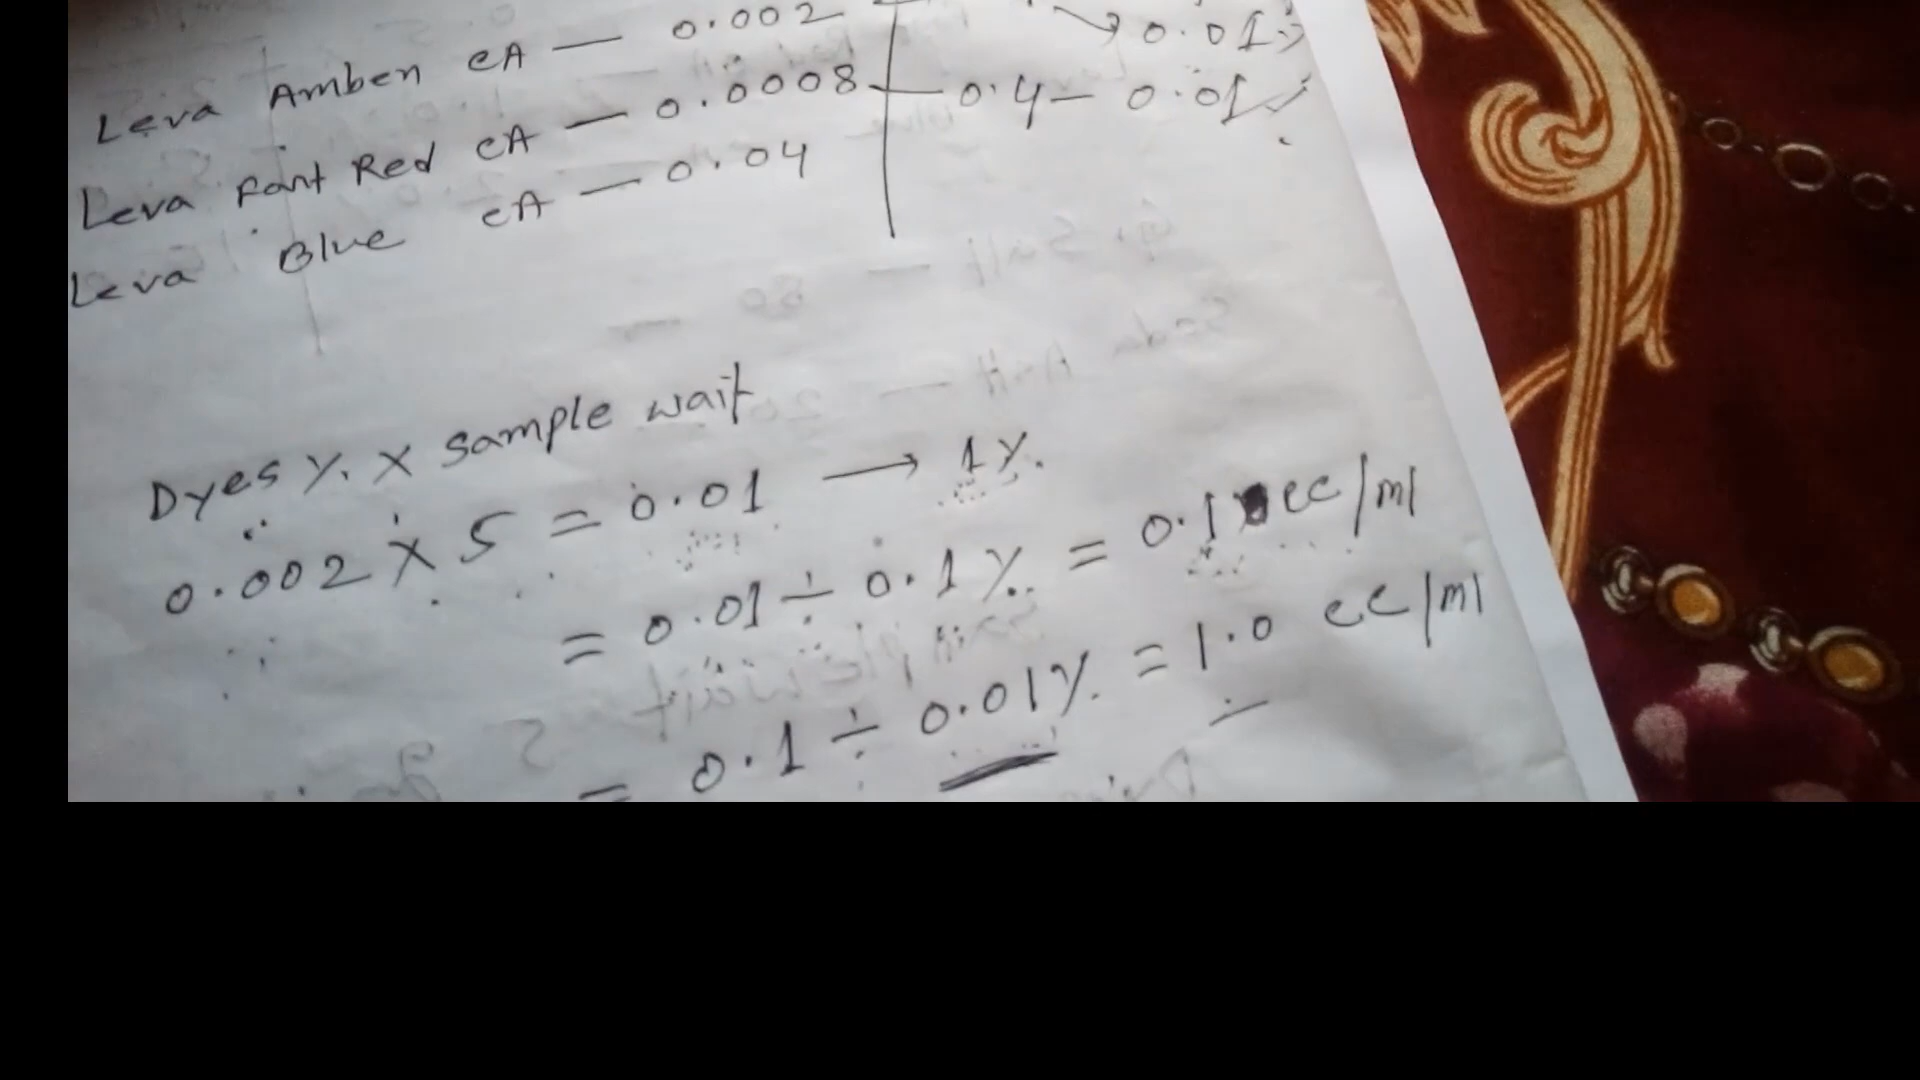 Leva Amben CA — 0.002 → 0.01%
Leva Fant Red CA — 0.0008 — 0.4 — 0.01%
Leva Blue CA — 0.04
Dyes % X sample wait
0.002 X 5 = 0.01 → 1%
= 0.01 ÷ 0.1% = 0.1 cc/ml
= 0.1 ÷ 0.01% = 1.0 cc/ml